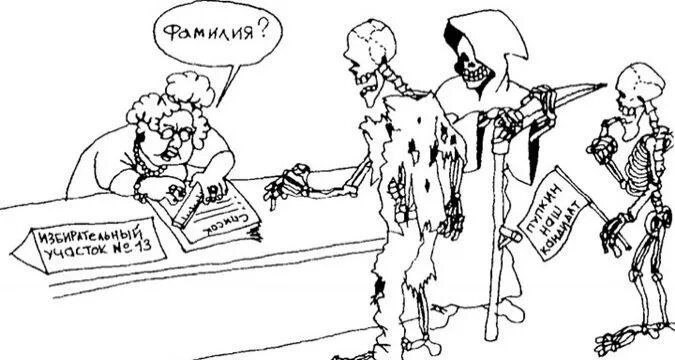 Фамилия?
Список
ИЗБИРАТЕЛЬНЫЙ
УЧАСТОК № 13
ПУПКИН
НАШ
КАНДИДАТ